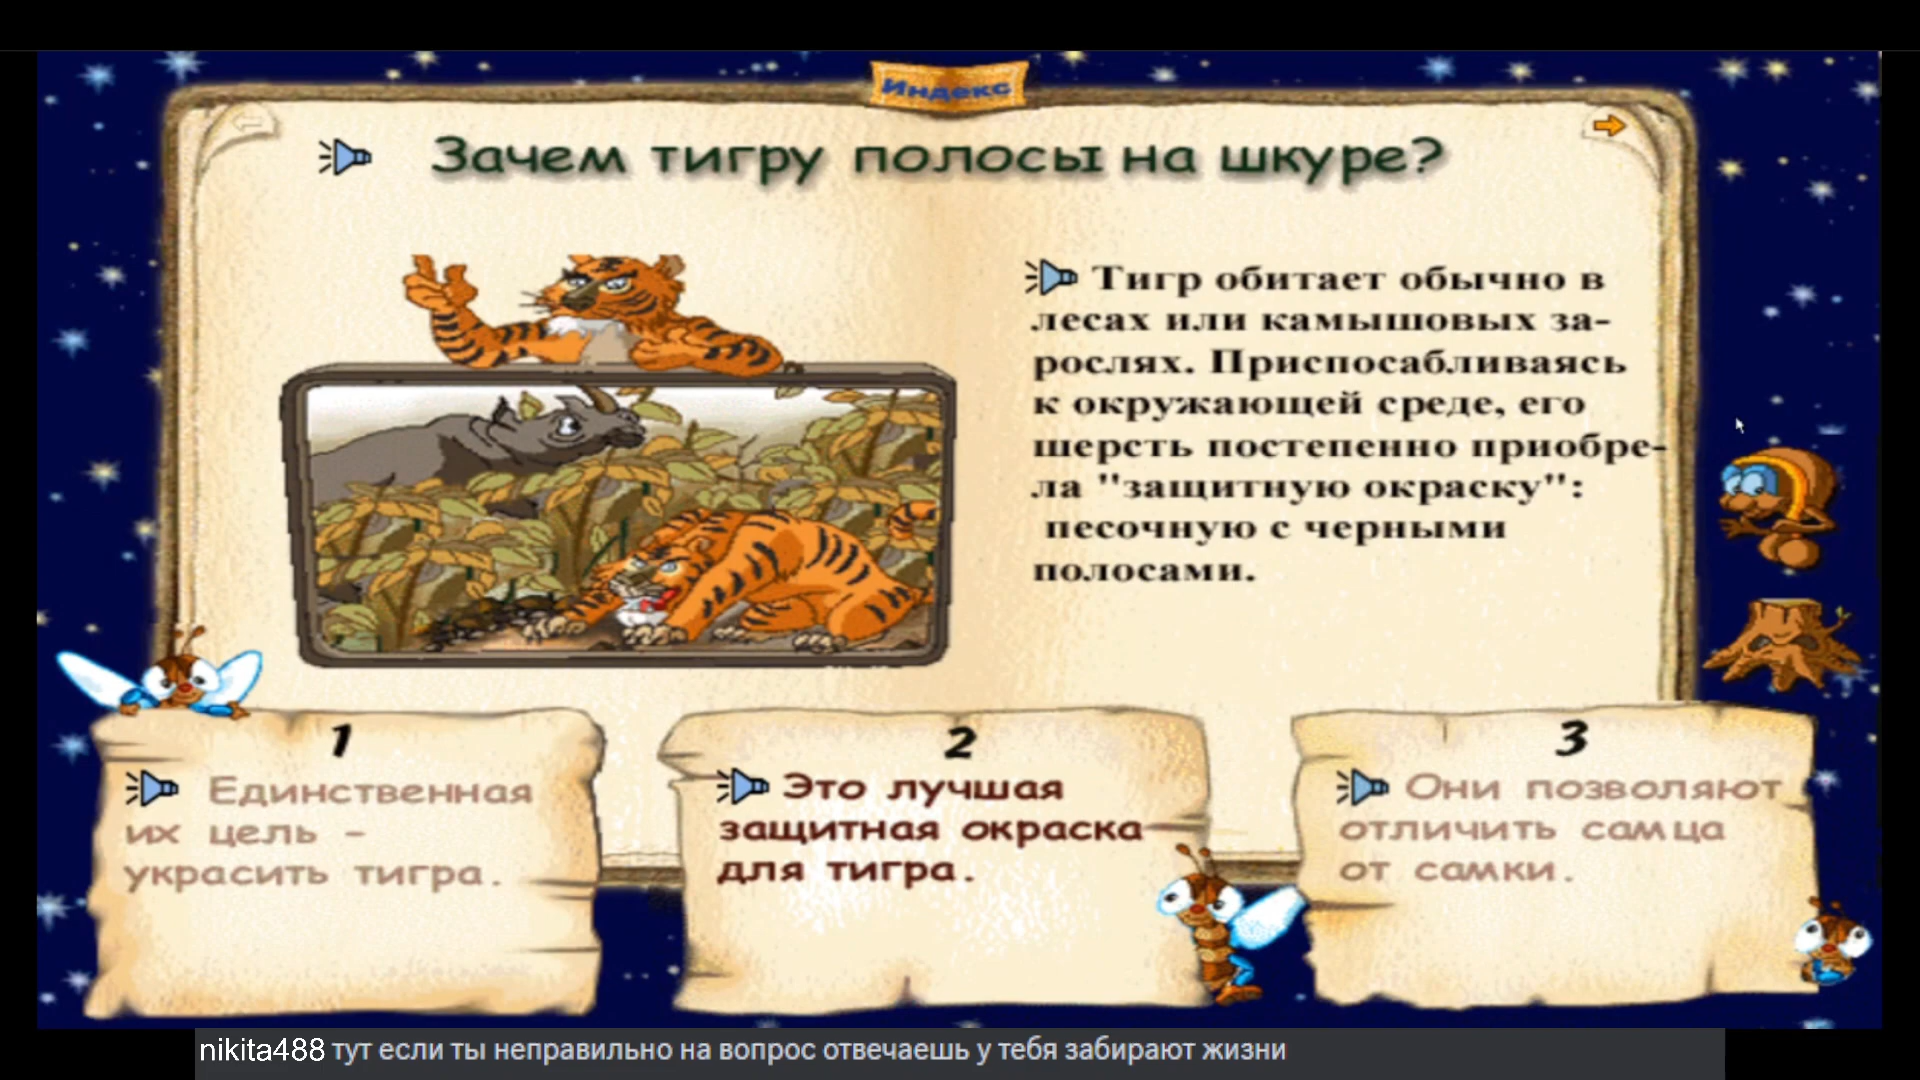 Индекс
Зачем тигру полосы на шкуре?
Тигр обитает обычно в
лесах или камышовых за-
рослях. Приспосабливаясь
к окружающей среде, его
шерсть постепенно приобре-
ла "защитную окраску":
песочную с черными
полосами.
1
Единственная
их цель -
украсить тигра.
2
Это лучшая
защитная окраска
для тигра.
3
Они позволяют
отличить самца
от самки.
nikita488 тут если ты неправильно на вопрос отвечаешь у тебя забирают жизни